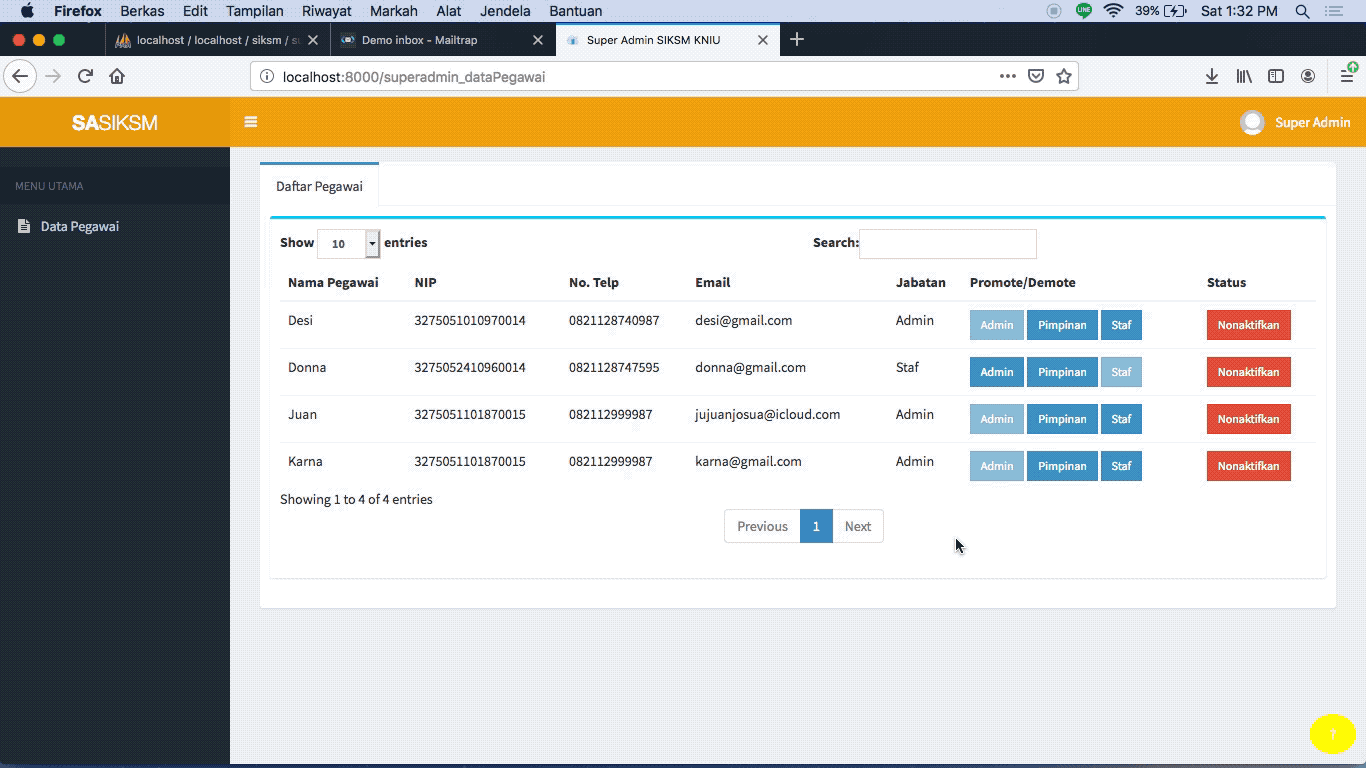 Firefox Berkas Edit Tampilan Riwayat Markah Alat Jendela Bantuan LINE 39% Sat 1:32 PM
localhost / localhost / siksm / Demo inbox - Mailtrap Super Admin SIKSM KNIU
localhost:8000/superadmin_dataPegawai
SASIKSM Super Admin
MENU UTAMA
Data Pegawai
Daftar Pegawai
Show 10 entries Search:
Nama Pegawai NIP No. Telp Email Jabatan Promote/Demote Status
Desi 3275051010970014 0821128740987 desi@gmail.com Admin Admin Pimpinan Staf Nonaktifkan
Donna 3275052410960014 0821128747595 donna@gmail.com Staf Admin Pimpinan Staf Nonaktifkan
Juan 3275051101870015 082112999987 jujuanjosua@icloud.com Admin Admin Pimpinan Staf Nonaktifkan
Karna 3275051101870015 082112999987 karna@gmail.com Admin Admin Pimpinan Staf Nonaktifkan
Showing 1 to 4 of 4 entries
Previous 1 Next
?